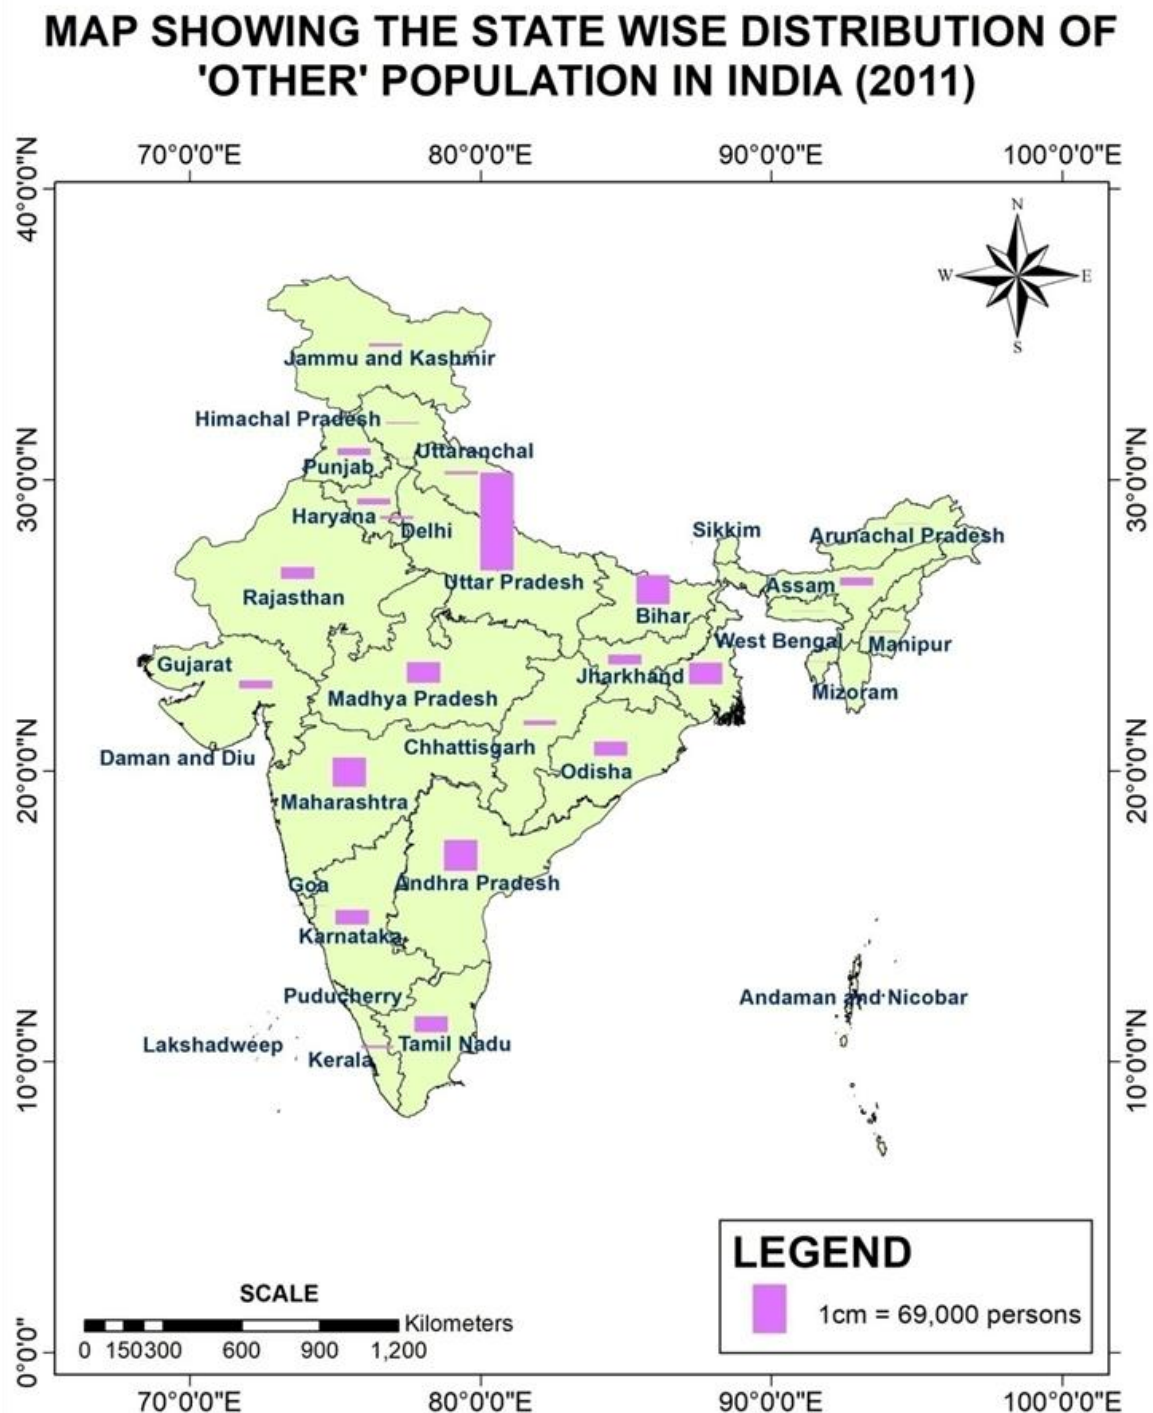 MAP SHOWING THE STATE WISE DISTRIBUTION OF
'OTHER' POPULATION IN INDIA (2011)
70°0'0"E 80°0'0"E 90°0'0"E 100°0'0"E
40°0'0"N
N
W E
S
Jammu and Kashmir
Himachal Pradesh
Uttaranchal
Punjab
30°0'0"N 30°0'0"N
Haryana
Delhi
Sikkim
Arunachal Pradesh
Uttar Pradesh
Assam
Rajasthan
Bihar
West Bengal
Manipur
Gujarat
Jharkhand
Mizoram
Madhya Pradesh
Chhattisgarh
Daman and Diu
Odisha
20°0'0"N 20°0'0"N
Maharashtra
Goa
Andhra Pradesh
Karnataka
Puducherry
Andaman and Nicobar
Lakshadweep
Tamil Nadu
Kerala
10°0'0"N 10°0'0"N
LEGEND
1cm = 69,000 persons
SCALE
Kilometers
0 150 300 600 900 1,200
0°0'0"
70°0'0"E 80°0'0"E 90°0'0"E 100°0'0"E